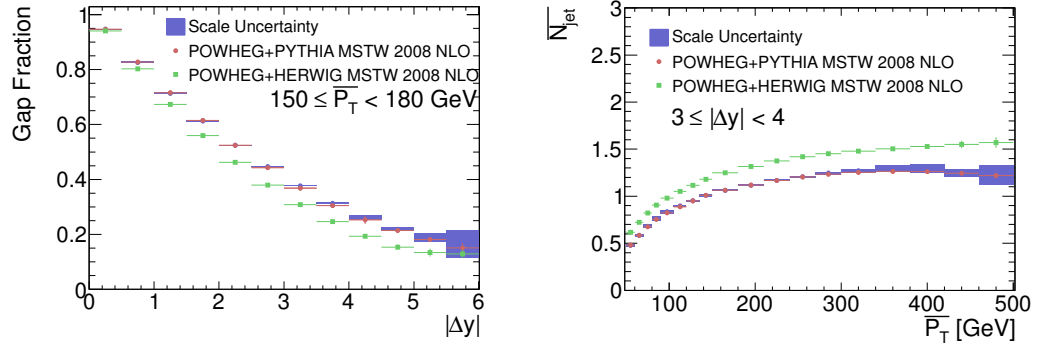 Gap Fraction
1
0.8
0.6
0.4
0.2
0
Scale Uncertainty
POWHEG+PYTHIA MSTW 2008 NLO
POWHEG+HERWIG MSTW 2008 NLO
150 ≤ P̅_T < 180 GeV
0 1 2 3 4 5 6
|Δy|
N̅_jet
3
2.5
2
1.5
1
0.5
0
Scale Uncertainty
POWHEG+PYTHIA MSTW 2008 NLO
POWHEG+HERWIG MSTW 2008 NLO
3 ≤ |Δy| < 4
100 200 300 400 500
P̅_T [GeV]